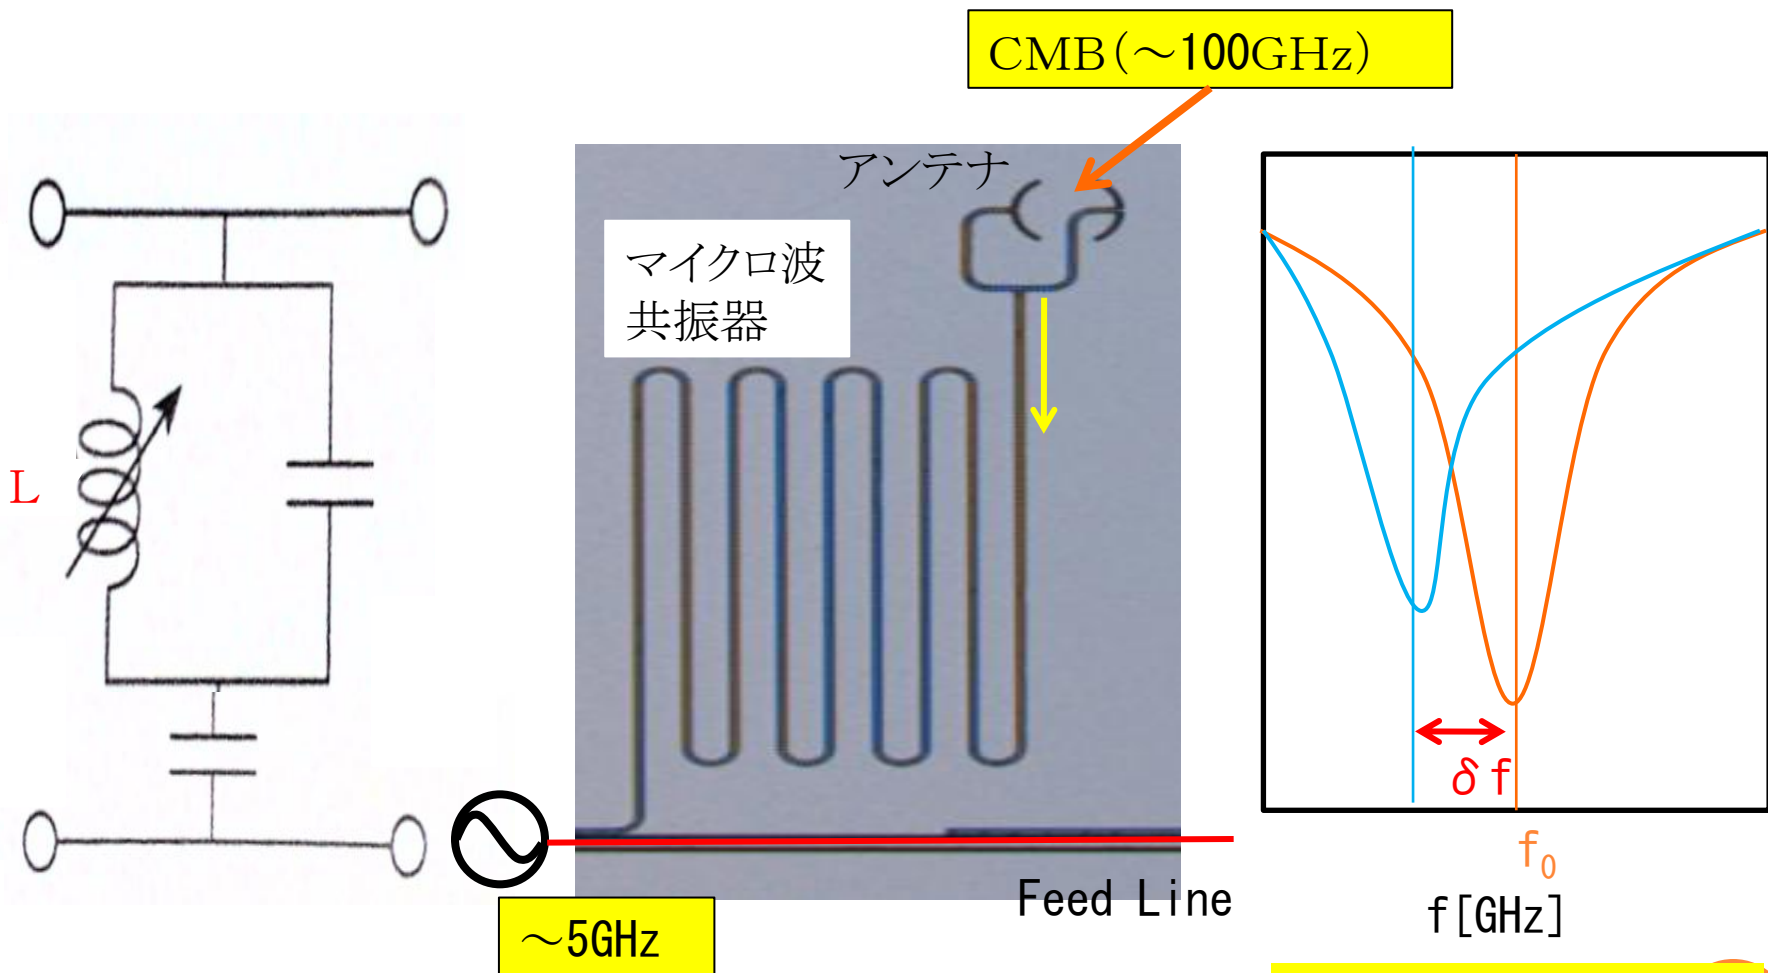 CMB(～100GHz)
アンテナ
マイクロ波
共振器
L
δf
f₀
Feed Line
f[GHz]
～5GHz